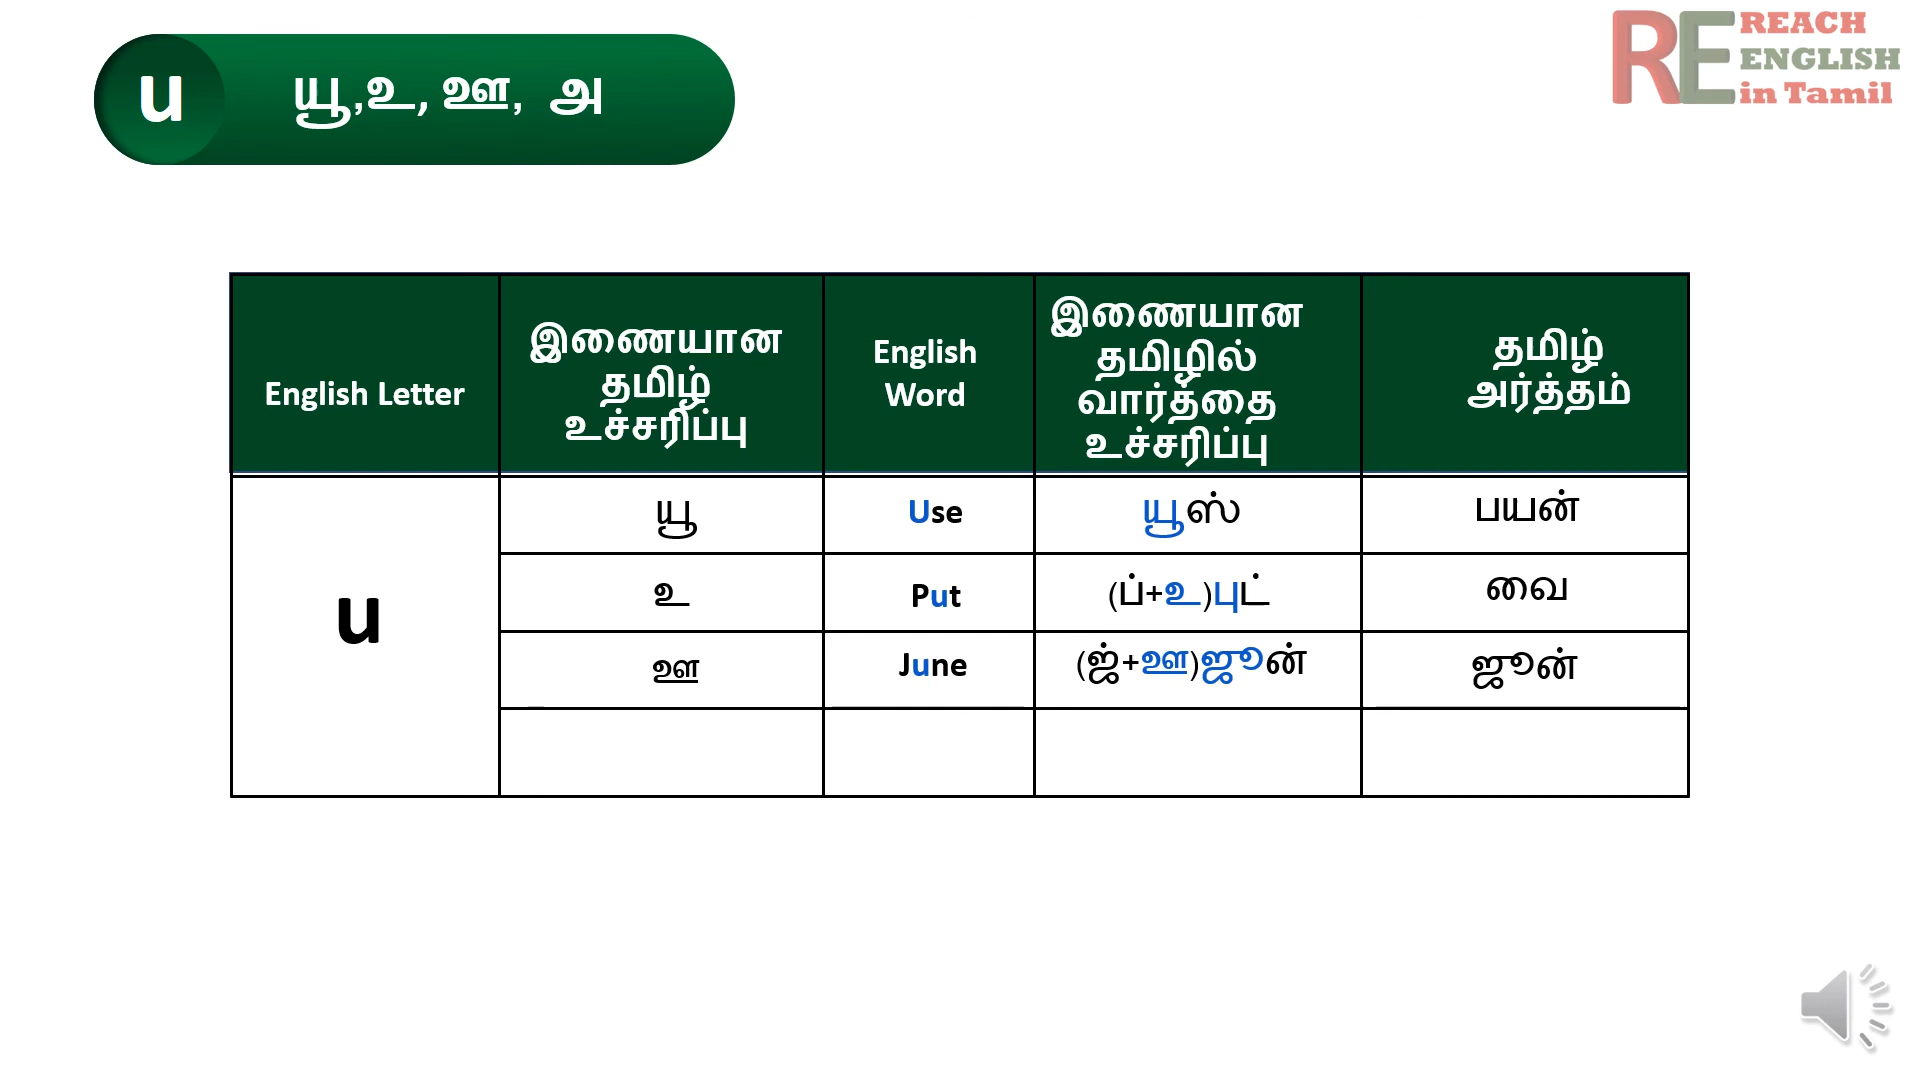 u யூ,உ, ஊ, அ
RE REACH
ENGLISH
in Tamil
English Letter
இணையான
தமிழ்
உச்சரிப்பு
English
Word
இணையான
தமிழில்
வார்த்தை
உச்சரிப்பு
தமிழ்
அர்த்தம்
u
யூ Use யூஸ் பயன்
உ Put (ப்+உ)புட் வை
ஊ June (ஜ்+ஊ)ஜூன் ஜூன்